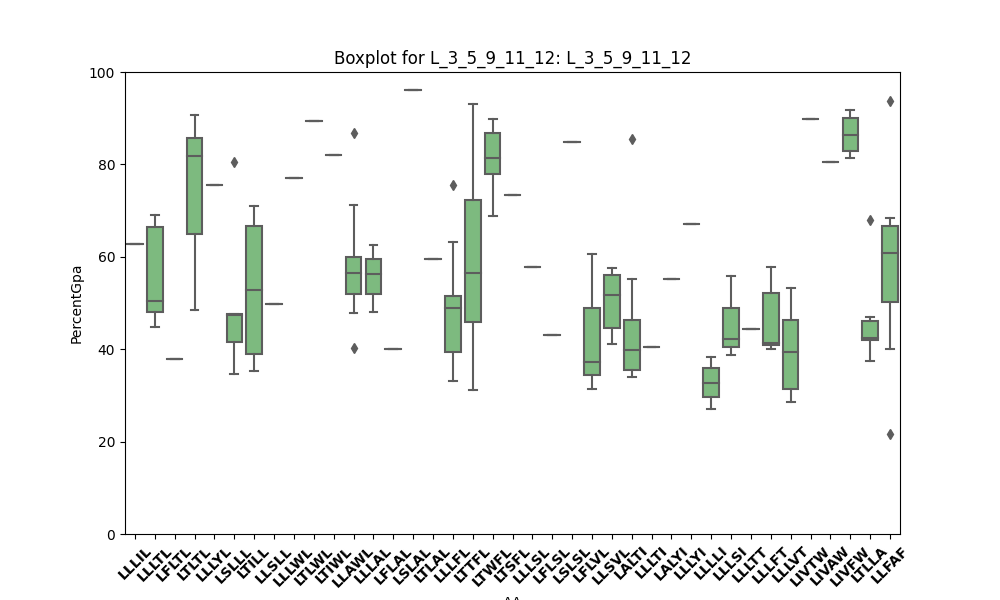 Boxplot for L_3_5_9_11_12: L_3_5_9_11_12
PercentGpa
100
80
60
40
20
0
LLLIL
LLLTL
LFLTL
LTLTL
LLLYL
LSLLL
LTILL
LLSLL
LLLWL
LTLWL
LTIWL
LLAWL
LLLAL
LFLAL
LSLAL
LTLAL
LLLFL
LTTFL
LTWFL
LTSFL
LLLSL
LFLSL
LSLSL
LFLVL
LLSVL
LALTI
LLLTI
LALYI
LLLYI
LLLLI
LLLSI
LLLTT
LLLFT
LLLVT
LIVTW
LIVAW
LIVFW
LTLLA
LLFAF